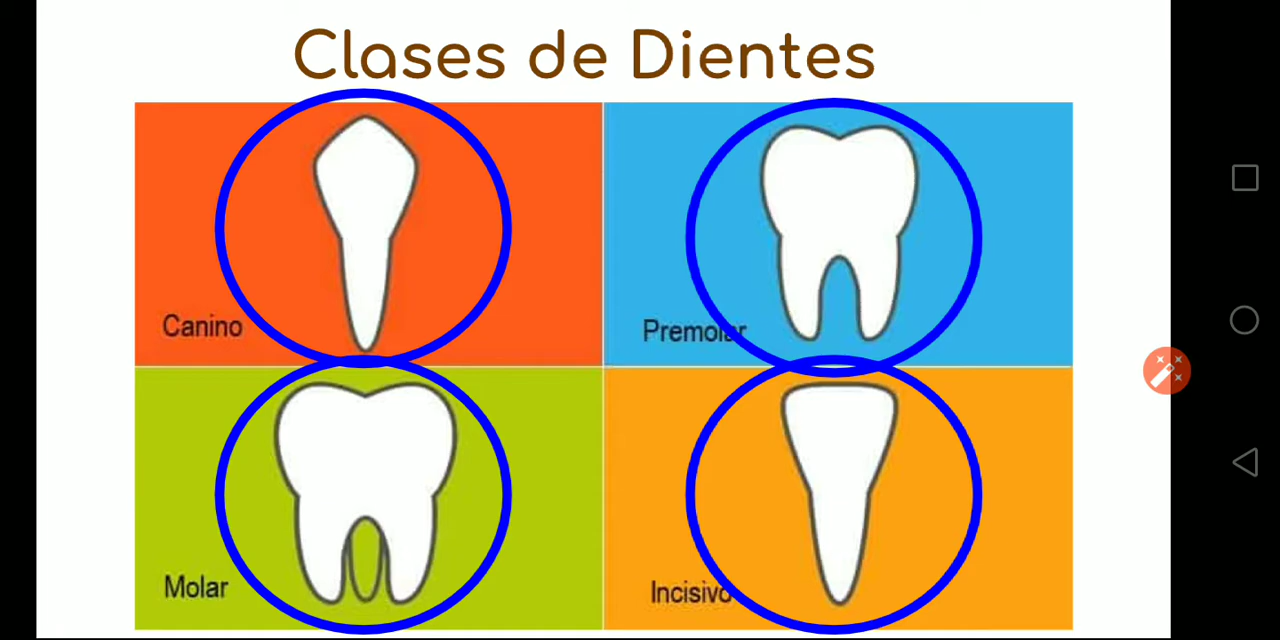 Clases de Dientes
Canino
Premolar
Molar
Incisivo